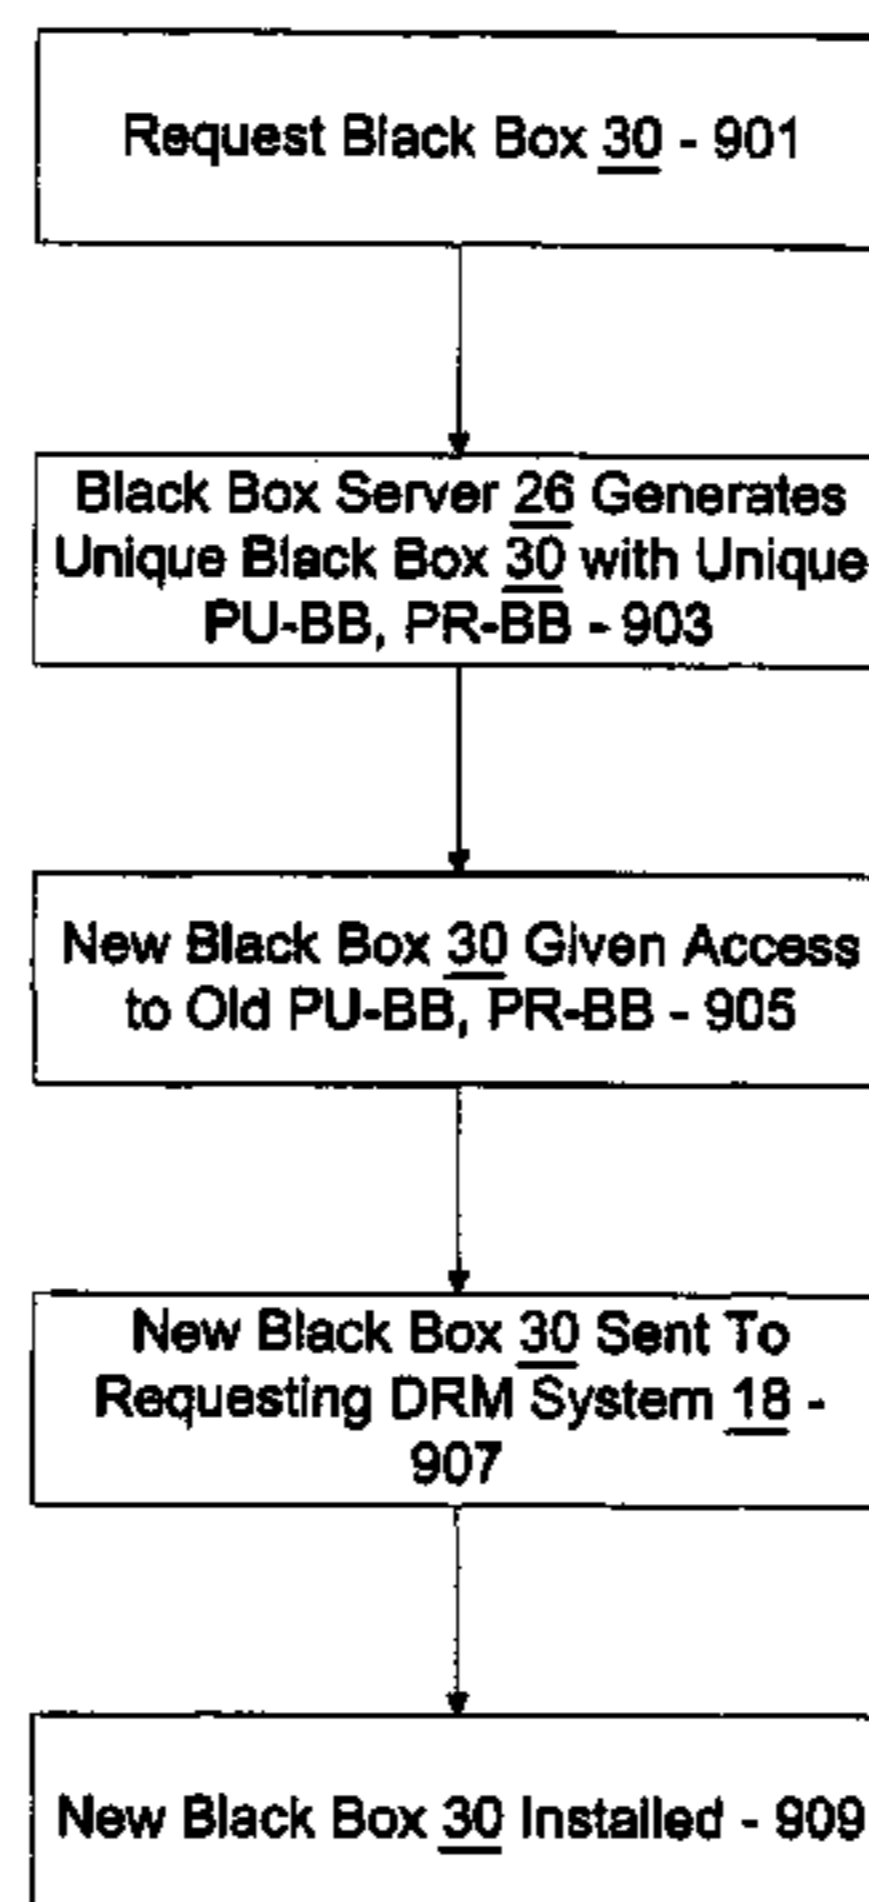 Request Black Box 30 - 901
Black Box Server 26 Generates
Unique Black Box 30 with Unique
PU-BB, PR-BB - 903
New Black Box 30 Given Access
to Old PU-BB, PR-BB - 905
New Black Box 30 Sent To
Requesting DRM System 18 -
907
New Black Box 30 Installed - 909